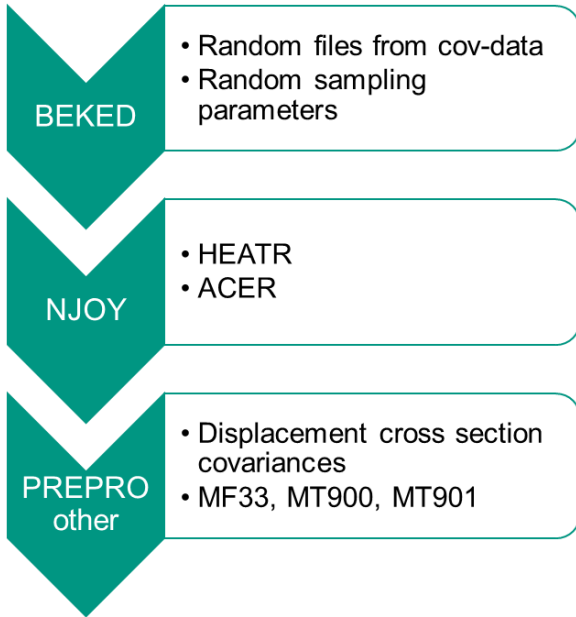 BEKED
• Random files from cov-data
• Random sampling
parameters
NJOY
• HEATR
• ACER
PREPRO
other
• Displacement cross section
covariances
• MF33, MT900, MT901